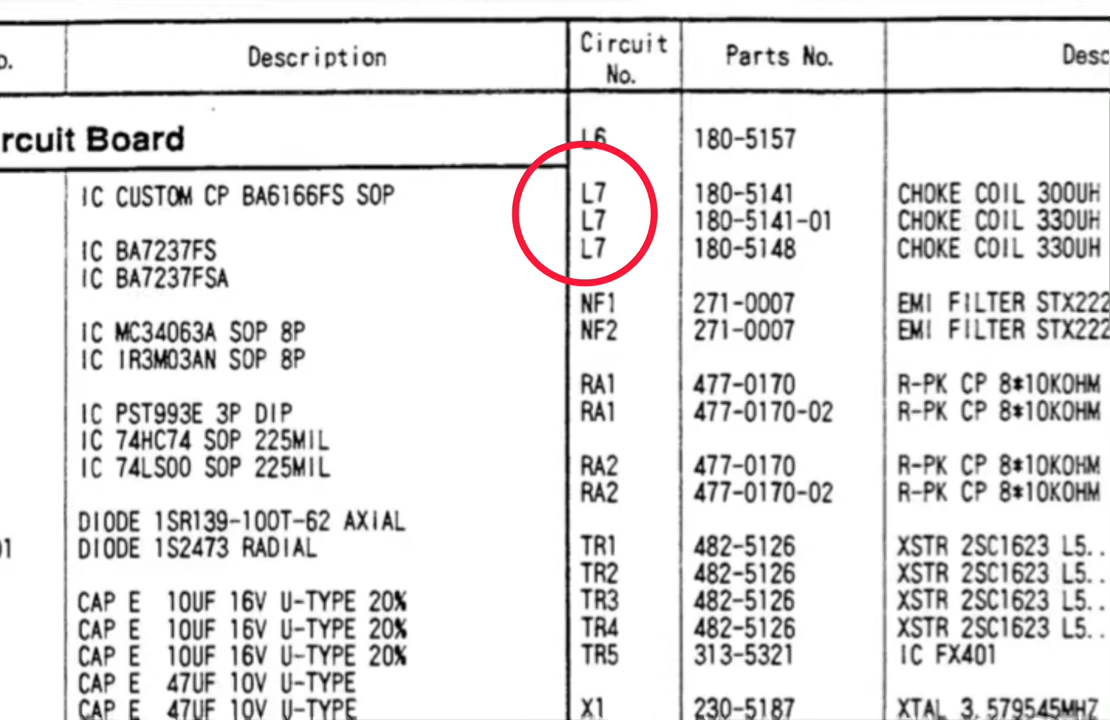 o. Description
rcuit Board
IC CUSTOM CP BA6166FS SOP
IC BA7237FS
IC BA7237FSA
IC MC34063A SOP 8P
IC IR3M03AN SOP 8P
IC PST993E 3P DIP
IC 74HC74 SOP 225MIL
IC 74LS00 SOP 225MIL
DIODE 1SR139-100T-62 AXIAL
01 DIODE 1S2473 RADIAL
CAP E 10UF 16V U-TYPE 20%
CAP E 10UF 16V U-TYPE 20%
CAP E 10UF 16V U-TYPE 20%
CAP E 47UF 10V U-TYPE
CAP E 47UF 10V U-TYPE
Circuit No. Parts No. Desc
L6 180-5157
L7 180-5141 CHOKE COIL 300UH
L7 180-5141-01 CHOKE COIL 330UH
L7 180-5148 CHOKE COIL 330UH
NF1 271-0007 EMI FILTER STX222
NF2 271-0007 EMI FILTER STX222
RA1 477-0170 R-PK CP 8*10KOHM
RA1 477-0170-02 R-PK CP 8*10KOHM
RA2 477-0170 R-PK CP 8*10KOHM
RA2 477-0170-02 R-PK CP 8*10KOHM
TR1 482-5126 XSTR 2SC1623 L5..
TR2 482-5126 XSTR 2SC1623 L5..
TR3 482-5126 XSTR 2SC1623 L5..
TR4 482-5126 XSTR 2SC1623 L5..
TR5 313-5321 IC FX401
X1 230-5187 XTAL 3.579545MHZ